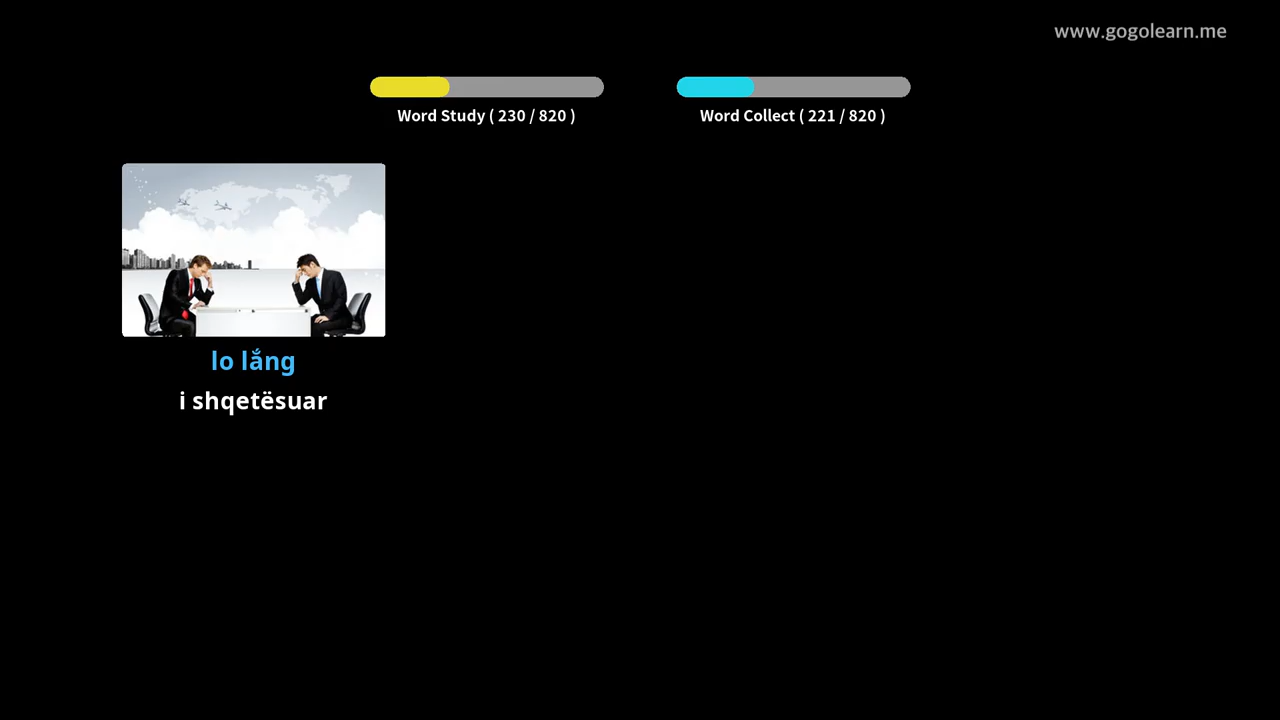 www.gogolearn.me
Word Study ( 230 / 820 )
Word Collect ( 221 / 820 )
lo lắng
i shqetësuar